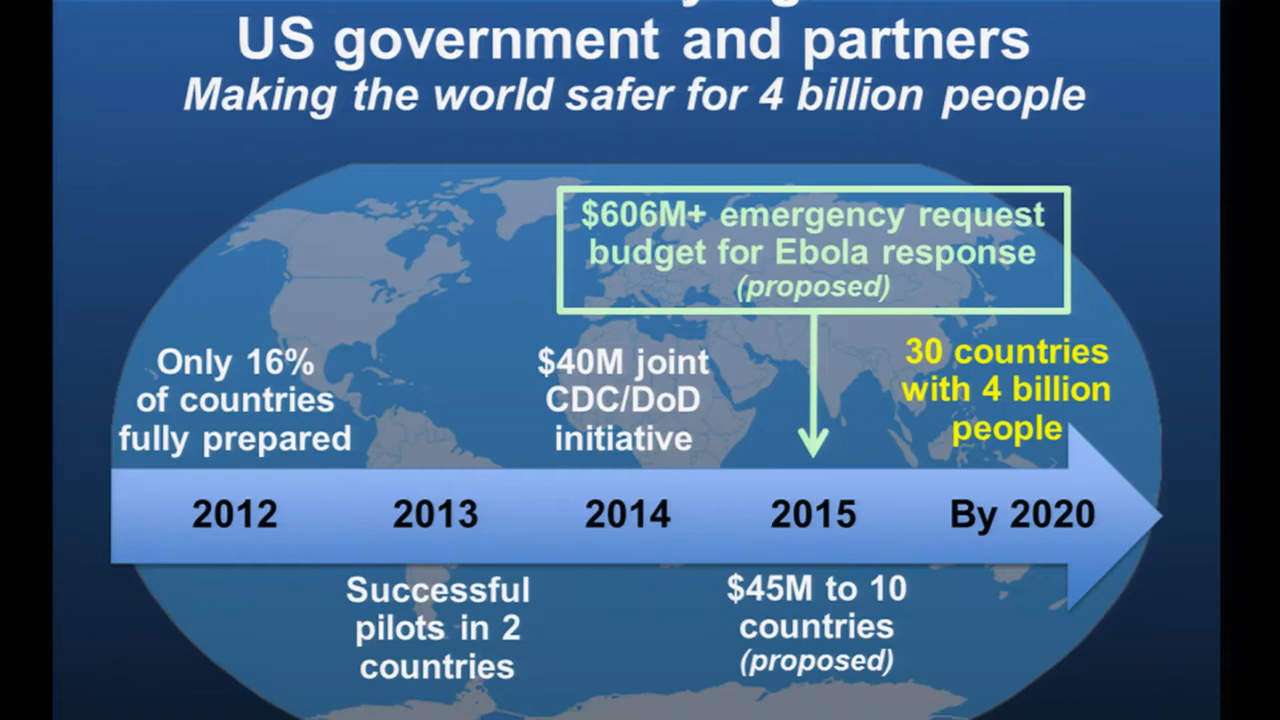 US government and partners
Making the world safer for 4 billion people
$606M+ emergency request
budget for Ebola response
(proposed)
Only 16%
of countries
fully prepared
$40M joint
CDC/DoD
initiative
30 countries
with 4 billion
people
2012
2013
2014
2015
By 2020
Successful
pilots in 2
countries
$45M to 10
countries
(proposed)